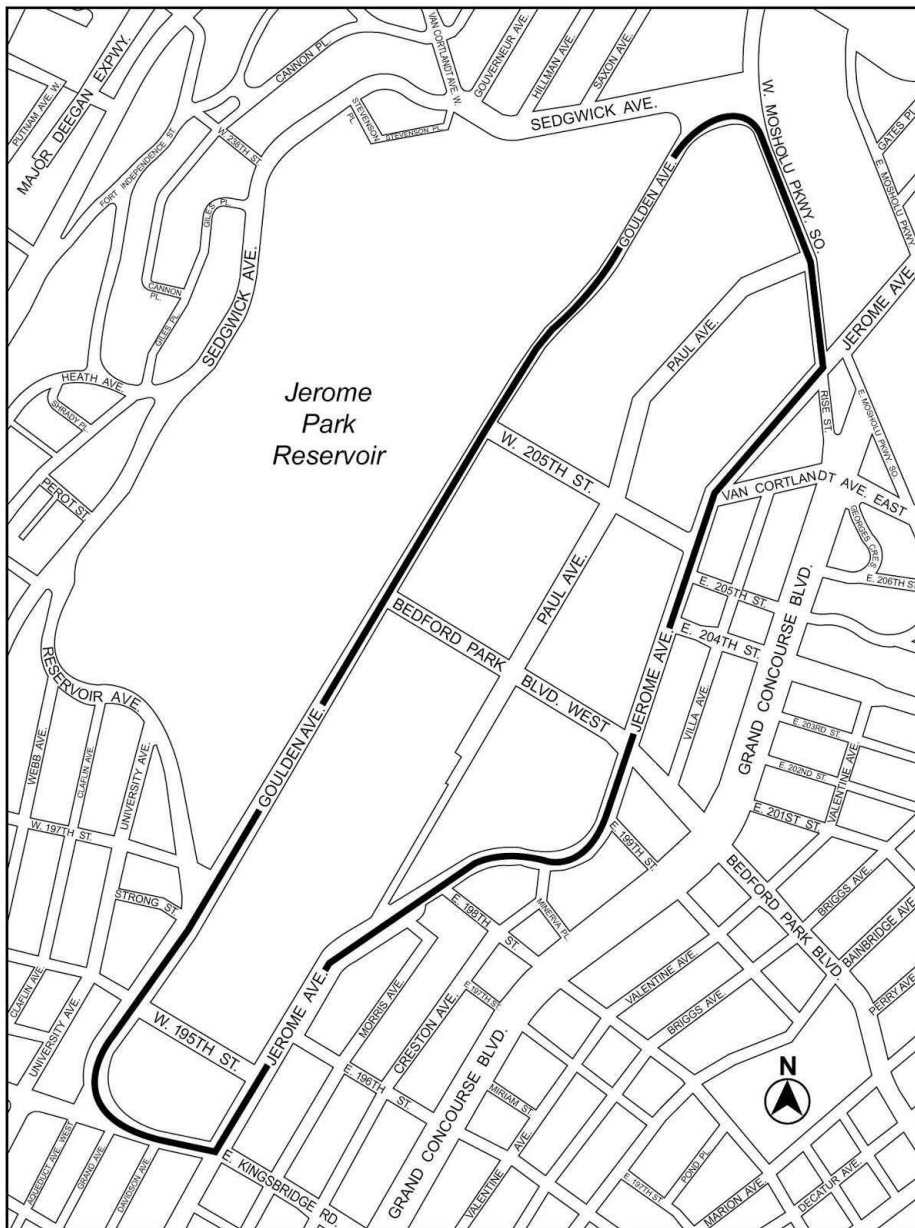 PUTNAM AVE. W.
MAJOR DEEGAN EXPWY.
CANNON PL.
VAN CORTLANDT AVE. W.
GOUVERNEUR AVE.
HILLMAN AVE.
SAXON AVE.
STEVENSON PL.
STEVENSON PL.
SEDGWICK AVE.
W. MOSHOLU PKWY. SO.
GATES PL.
E. MOSHOLU PKWY.
W. 238TH ST.
FORT INDEPENDENCE ST.
GILES PL.
CANNON PL.
GILES PL.
SEDGWICK AVE.
GOULDEN AVE.
JEROME AVE
PAUL AVE.
HEATH AVE.
SHRADY PL.
Jerome
Park
Reservoir
RISE ST.
E. MOSHOLU PKWY. SO.
W. 205TH ST.
VAN CORTLANDT AVE. EAST
PEROT ST.
GEORGES CRES.
E. 206TH ST.
E. 205TH ST.
PAUL AVE.
BEDFORD PARK
BLVD. WEST
E. 204TH ST.
JEROME AVE.
VILLA AVE.
GRAND CONCOURSE BLVD.
RESERVOIR AVE.
GOULDEN AVE.
E. 203RD ST.
E. 202ND ST.
VALENTINE AVE.
E. 201ST ST.
WEBB AVE.
CLAFLIN AVE.
UNIVERSITY AVE.
W. 197TH ST.
E. 199TH ST.
BEDFORD PARK BLVD.
BRIGGS AVE.
BAINBRIDGE AVE.
STRONG ST.
E. 198TH ST.
MINERVA PL.
PERRY AVE.
CLAFLIN AVE.
UNIVERSITY AVE.
JEROME AVE.
MORRIS AVE.
E. 197TH ST.
VALENTINE AVE.
BRIGGS AVE.
W. 195TH ST.
CRESTON AVE.
E. 196TH ST.
GRAND CONCOURSE BLVD.
MIRIAM ST.
N
AQUEDUCT AVE. WEST
GRAND AVE.
DAVIDSON AVE.
E. KINGSBRIDGE RD.
VALENTINE AVE.
E. 197TH ST.
POND PL.
MARION AVE.
DECATUR AVE.